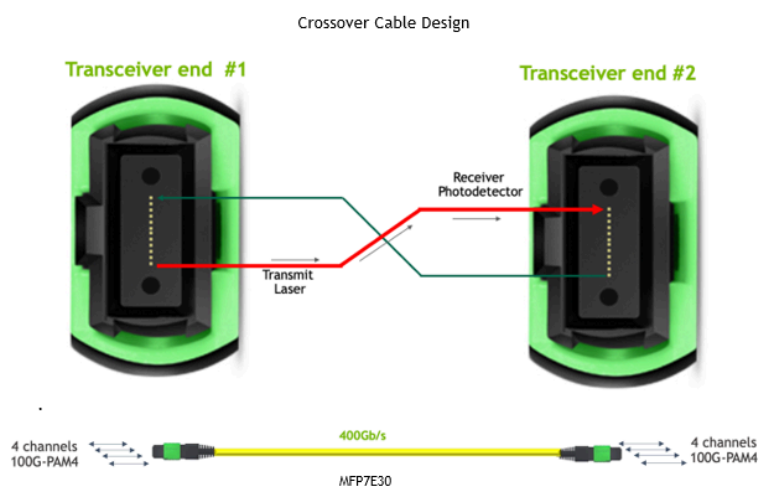 Crossover Cable Design
Transceiver end #1
Transceiver end #2
Receiver
Photodetector
Transmit
Laser
4 channels
100G-PAM4
400Gb/s
4 channels
100G-PAM4
MFP7E30